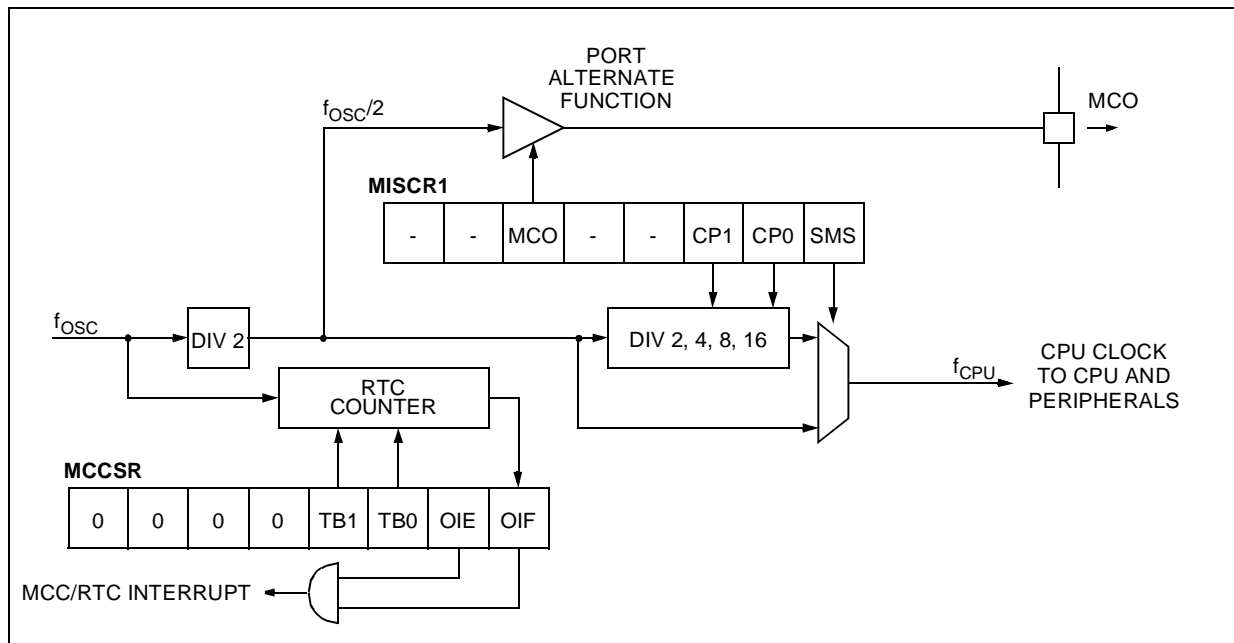 PORT
ALTERNATE
FUNCTION
fOSC/2
MCO
MISCR1
- - MCO - - CP1 CP0 SMS
fOSC
DIV 2
DIV 2, 4, 8, 16
fCPU
CPU CLOCK
TO CPU AND
PERIPHERALS
RTC
COUNTER
MCCSR
0 0 0 0 TB1 TB0 OIE OIF
MCC/RTC INTERRUPT